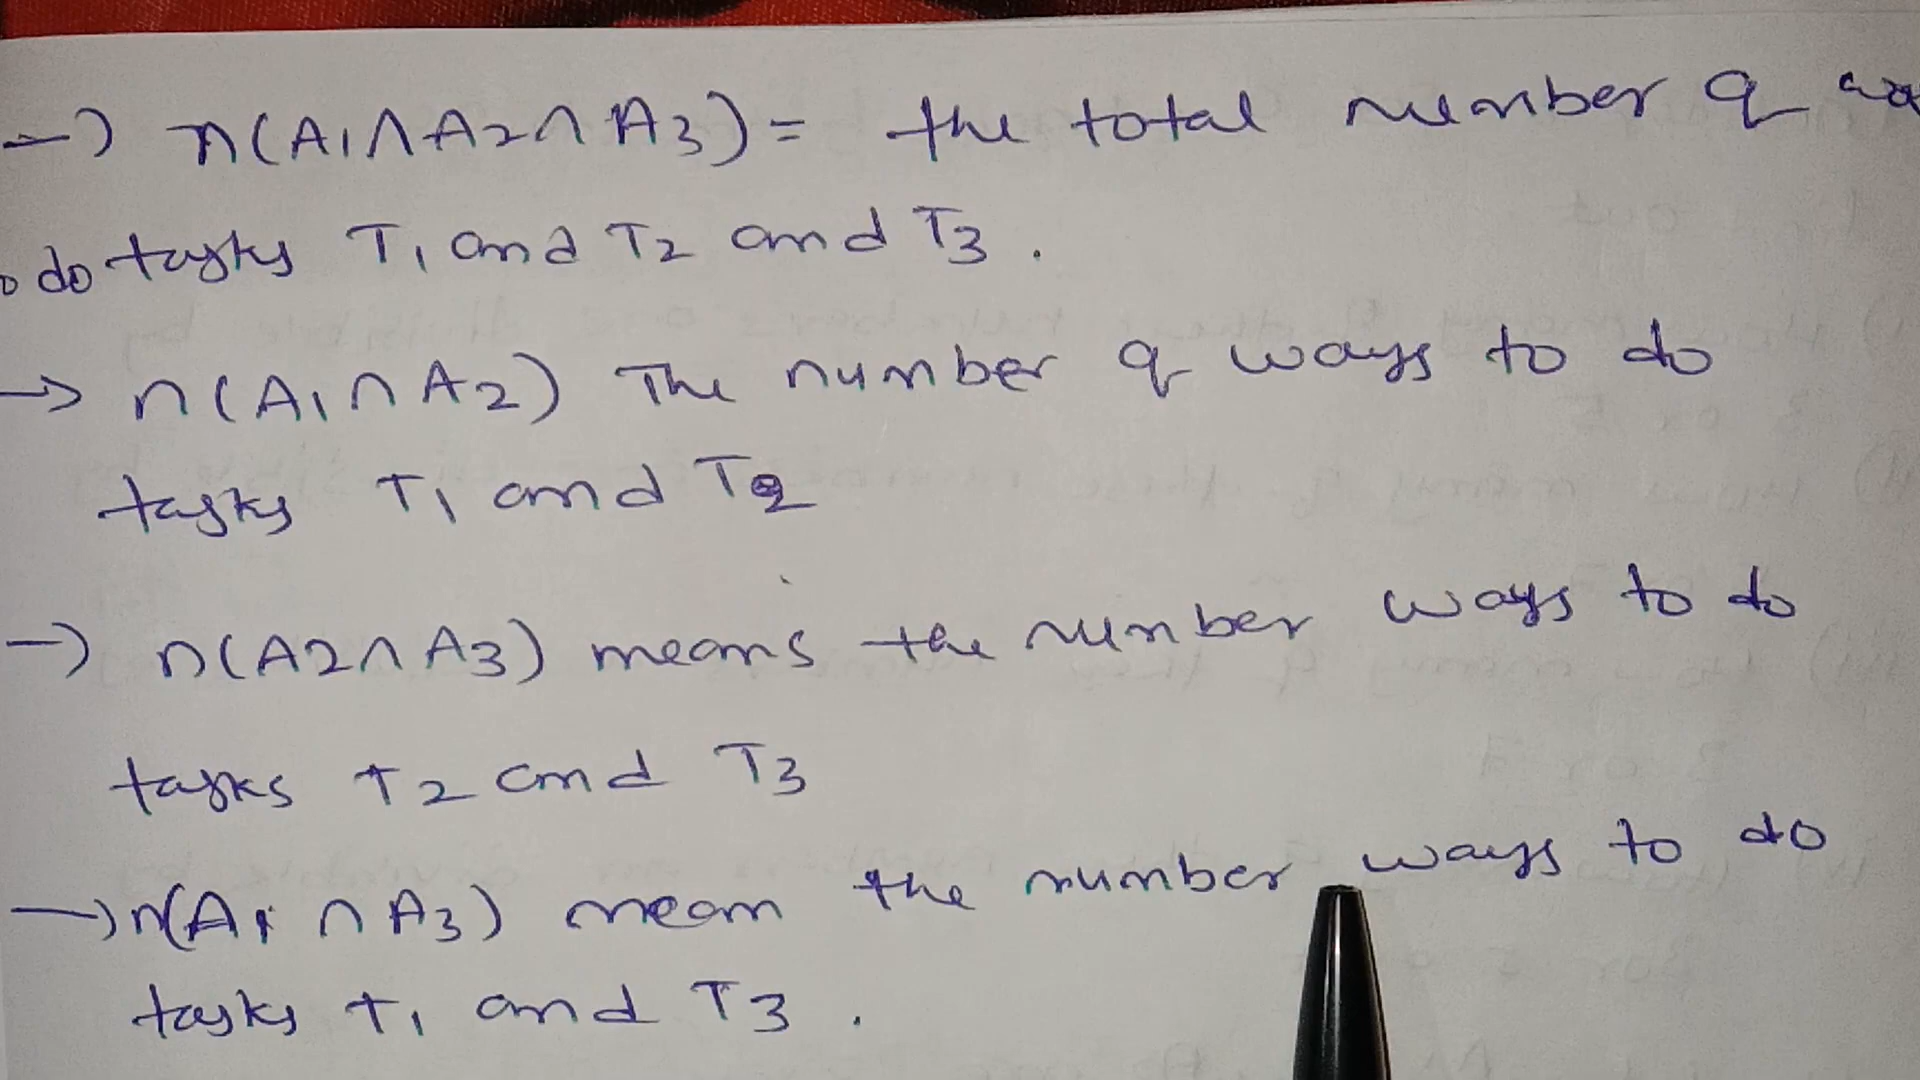 → n(A1∩A2∩A3)= the total number of
do tasks T1 and T2 and T3.
→ n(A1∩A2) The number of ways to do
tasks T1 and T2
→ n(A2∩A3) means the number ways to do
tasks T2 and T3
→ n(A1∩A3) mean the number ways to do
tasks T1 and T3.